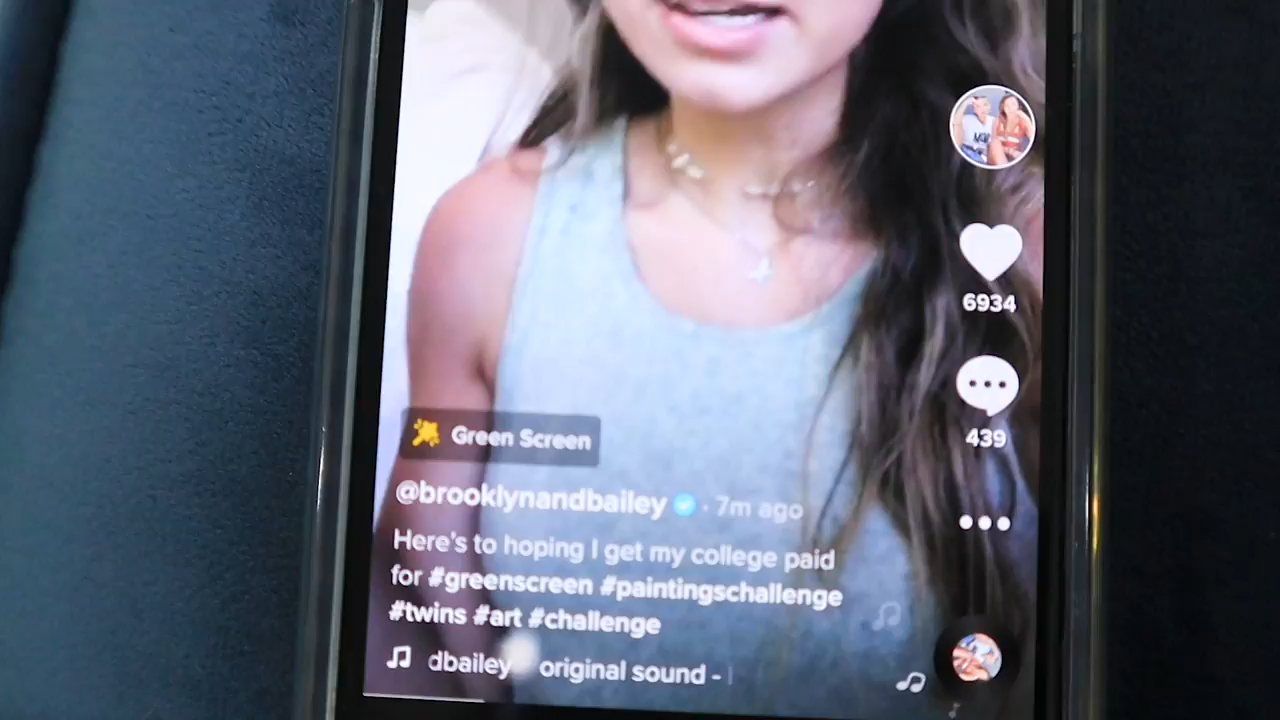 6934
439
Green Screen
@brooklynandbailey · 7m ago
Here's to hoping I get my college paid
for #greenscreen #paintingschallenge
#twins #art #challenge
dbailey original sound -